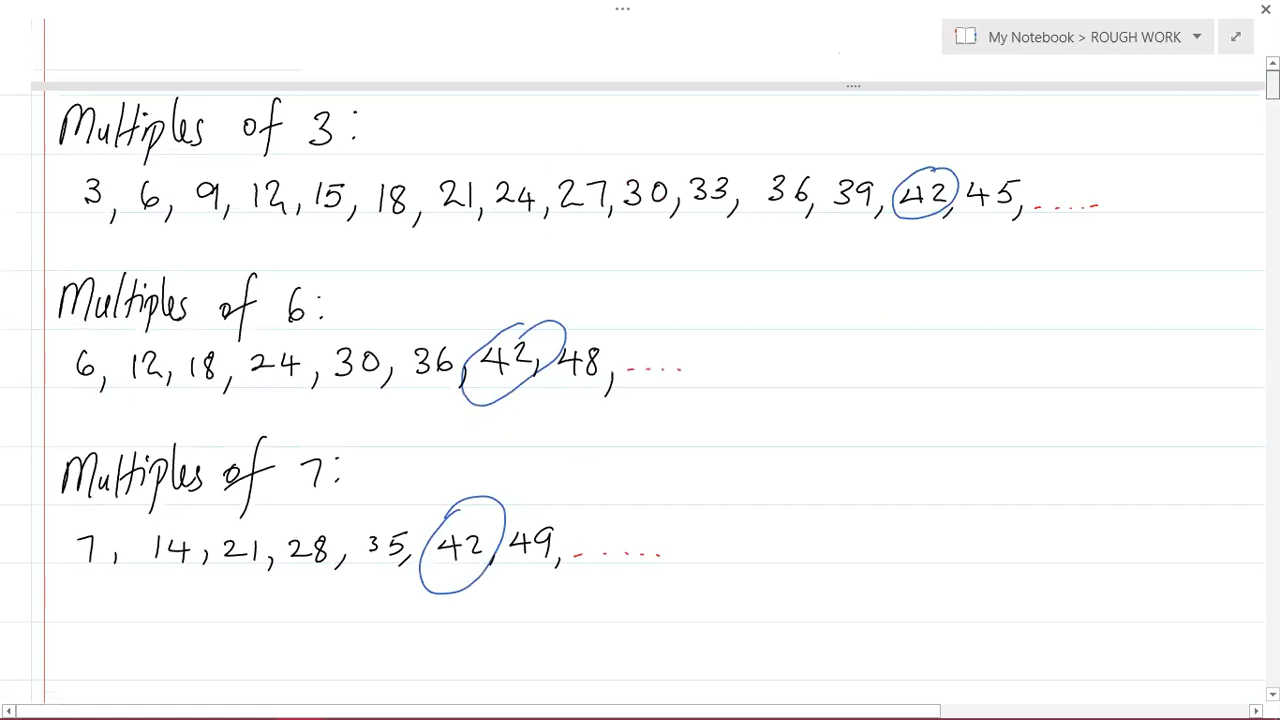 My Notebook > ROUGH WORK
Multiples of 3:
3, 6, 9, 12, 15, 18, 21, 24, 27, 30, 33, 36, 39, 42, 45, .....
Multiples of 6:
6, 12, 18, 24, 30, 36, 42, 48, ....
Multiples of 7:
7, 14, 21, 28, 35, 42, 49, .....